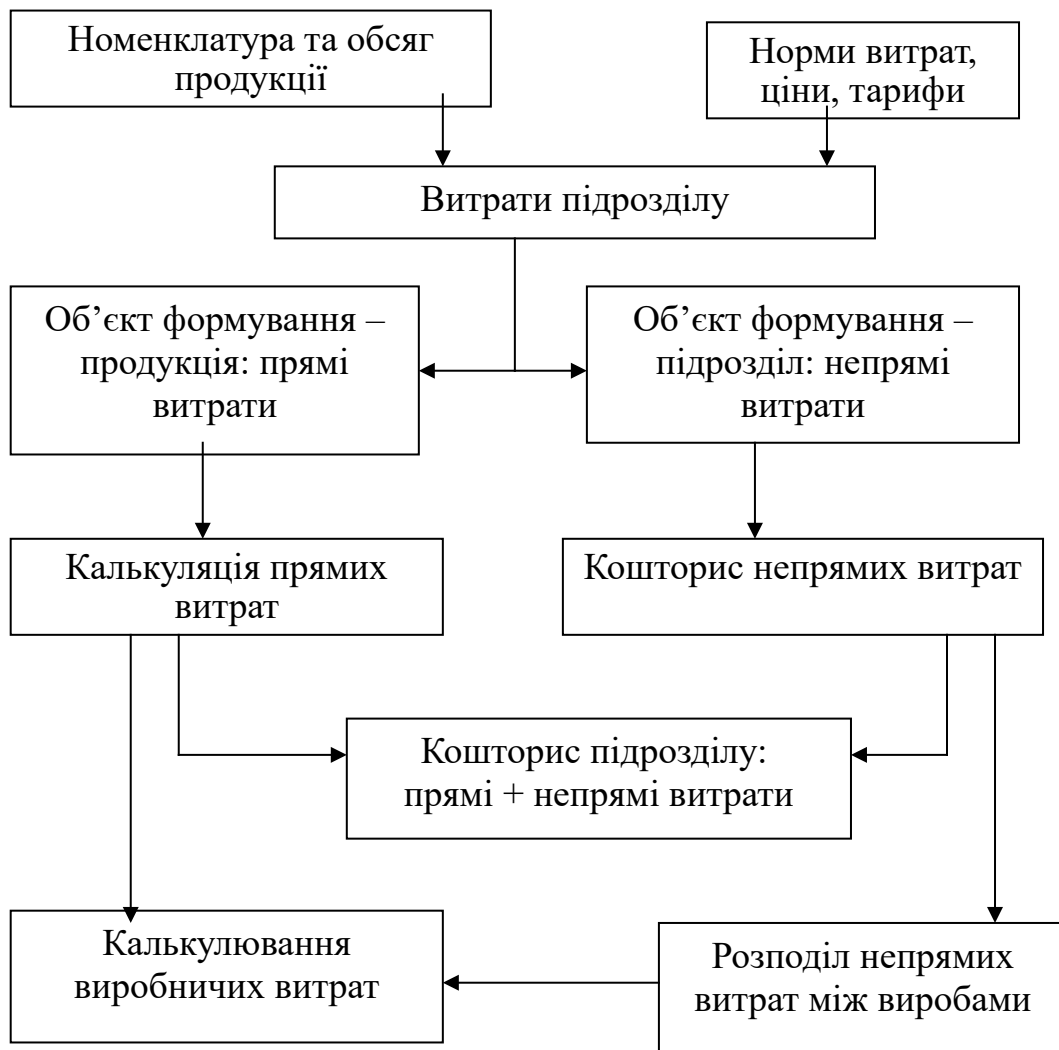 Номенклатура та обсяг
продукції
Норми витрат,
ціни, тарифи
Витрати підрозділу
Об’єкт формування –
продукція: прямі
витрати
Об’єкт формування –
підрозділ: непрямі
витрати
Калькуляція прямих
витрат
Кошторис непрямих витрат
Кошторис підрозділу:
прямі + непрямі витрати
Калькулювання
виробничих витрат
Розподіл непрямих
витрат між виробами